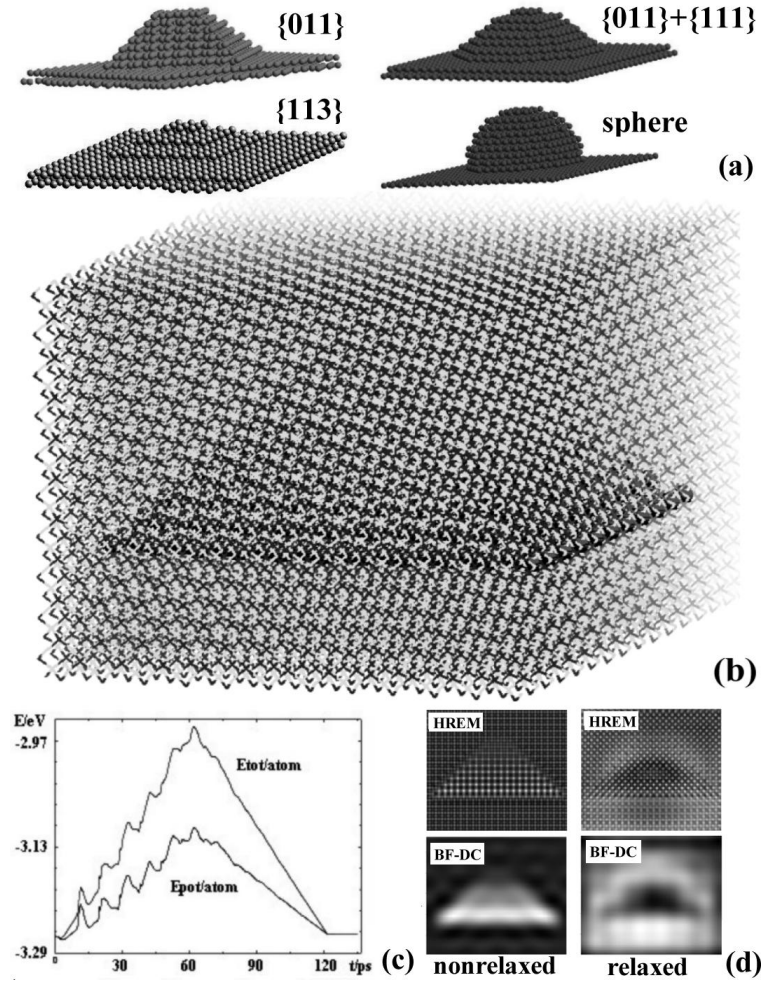 {011}
{011}+{111}
{113}
sphere
(a)
(b)
E/eV
-2.97
Etot/atom
-3.13
Epot/atom
-3.29
0 30 60 90 120 t/ps
(c)
HREM
HREM
BF-DC
BF-DC
nonrelaxed
relaxed
(d)